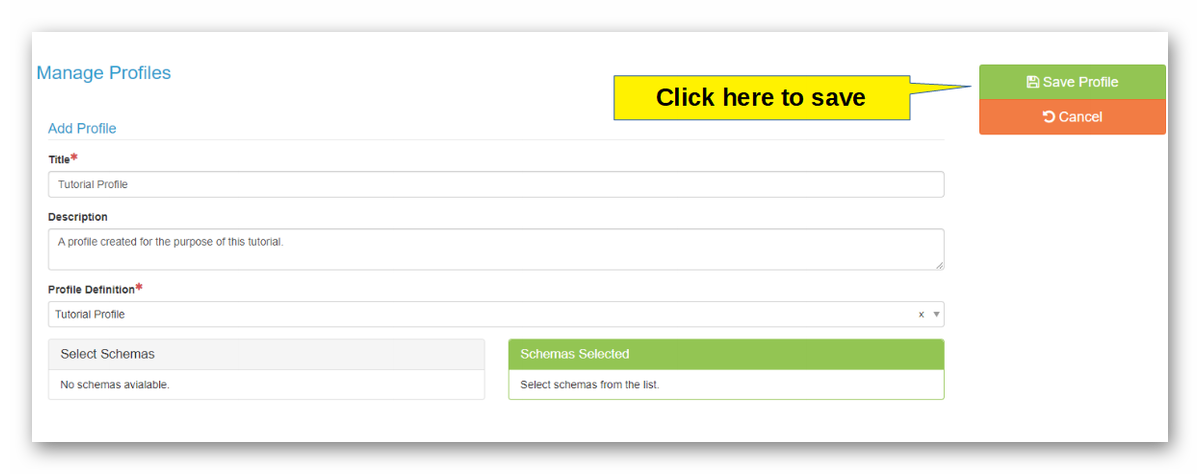 Manage Profiles
Click here to save
Save Profile
Cancel
Add Profile
Title*
Tutorial Profile
Description
A profile created for the purpose of this tutorial.
Profile Definition*
Tutorial Profile x
Select Schemas
Schemas Selected
No schemas avialable.
Select schemas from the list.